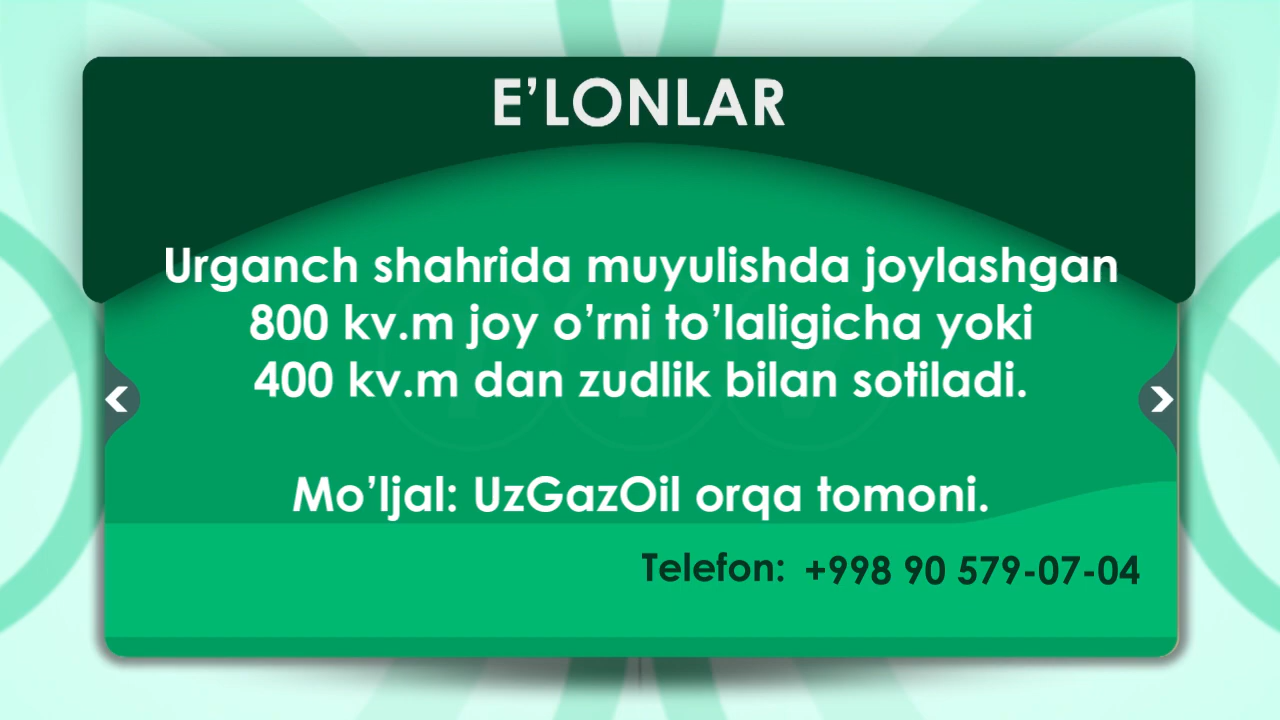 E’LONLAR
Urganch shahrida muyulishda joylashgan
800 kv.m joy o’rni to’laligicha yoki
400 kv.m dan zudlik bilan sotiladi.
Mo’ljal: UzGazOil orqa tomoni.
Telefon: +998 90 579-07-04